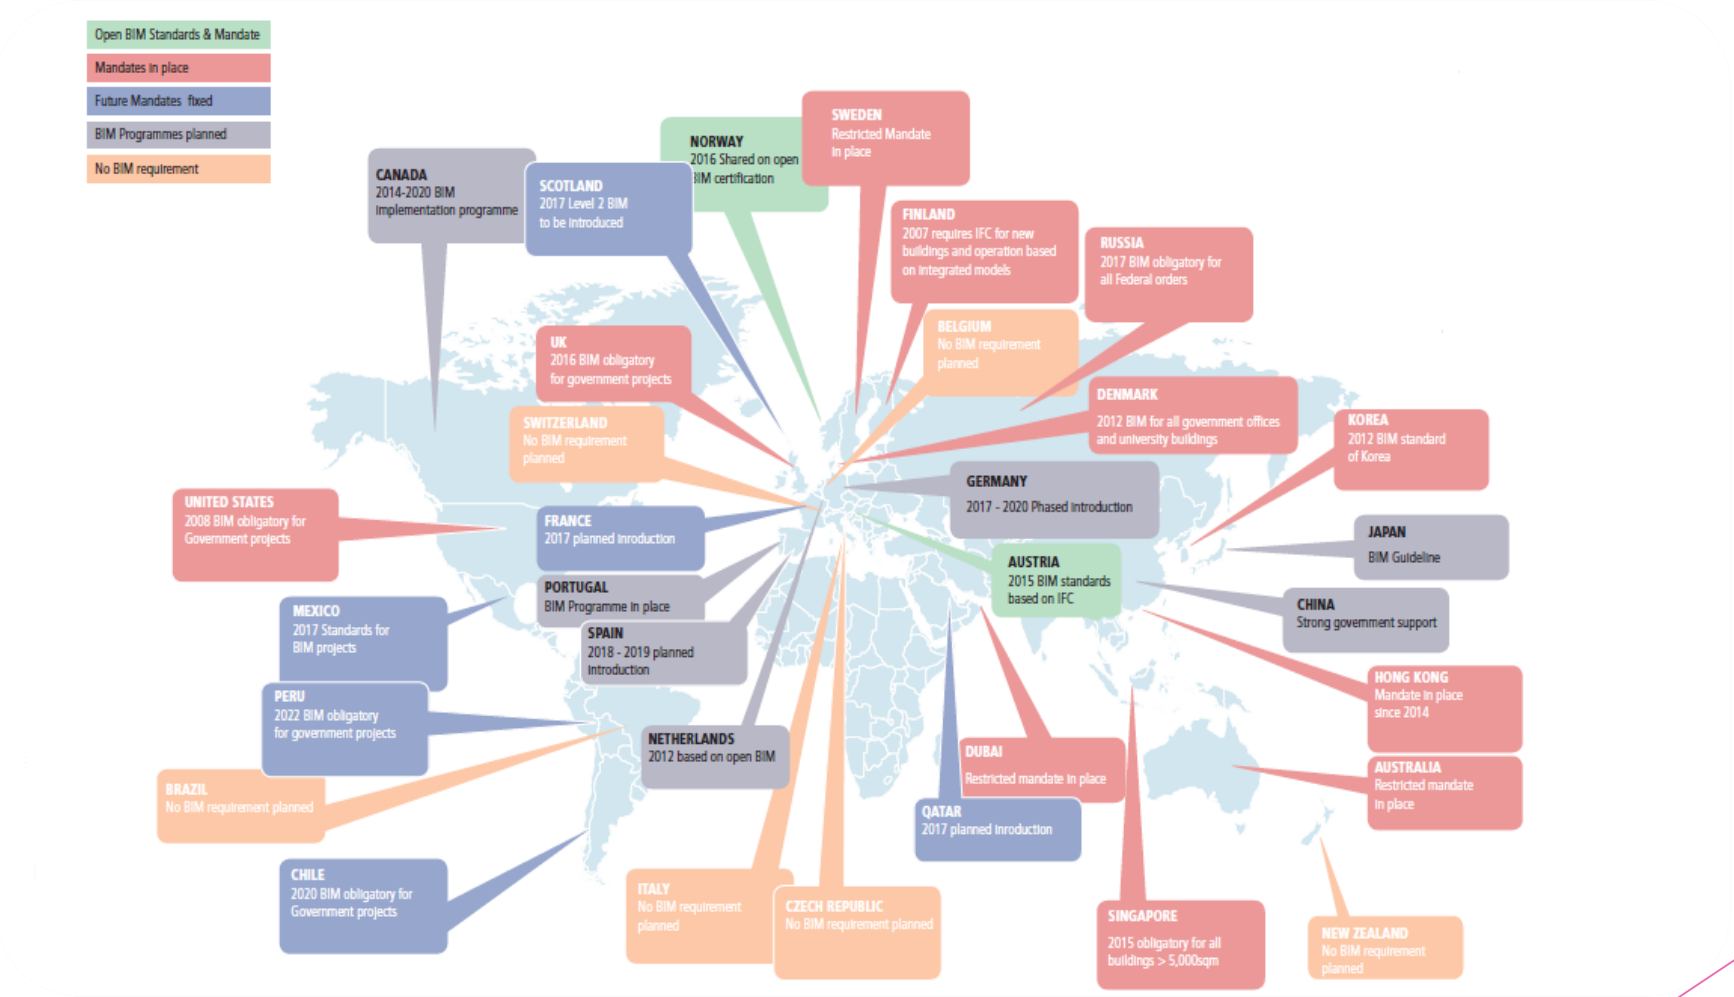 Open BIM Standards & Mandate
Mandates in place
Future Mandates fixed
BIM Programmes planned
No BIM requirement
CANADA
2014-2020 BIM
implementation programme
SCOTLAND
2017 Level 2 BIM
to be introduced
NORWAY
2016 Shared on open
BIM certification
SWEDEN
Restricted Mandate
in place
FINLAND
2007 requires IFC for new
buildings and operation based
on integrated models
RUSSIA
2017 BIM obligatory for
all Federal orders
BELGIUM
No BIM requirement
planned
UK
2016 BIM obligatory
for government projects
DENMARK
2012 BIM for all government offices
and university buildings
SWITZERLAND
No BIM requirement
planned
KOREA
2012 BIM standard
of Korea
GERMANY
2017 - 2020 Phased introduction
UNITED STATES
2008 BIM obligatory for
Government projects
FRANCE
2017 planned inroduction
JAPAN
BIM Guideline
AUSTRIA
2015 BIM standards
based on IFC
PORTUGAL
BIM Programme in place
CHINA
Strong government support
MEXICO
2017 Standards for
BIM projects
SPAIN
2018 - 2019 planned
introduction
HONG KONG
Mandate in place
since 2014
PERU
2022 BIM obligatory
for government projects
NETHERLANDS
2012 based on open BIM
DUBAI
Restricted mandate in place
AUSTRALIA
Restricted mandate
in place
BRAZIL
No BIM requirement planned
QATAR
2017 planned inroduction
CHILE
2020 BIM obligatory for
Government projects
ITALY
No BIM requirement
planned
CZECH REPUBLIC
No BIM requirement planned
SINGAPORE
2015 obligatory for all
buildings > 5,000sqm
NEW ZEALAND
No BIM requirement
planned